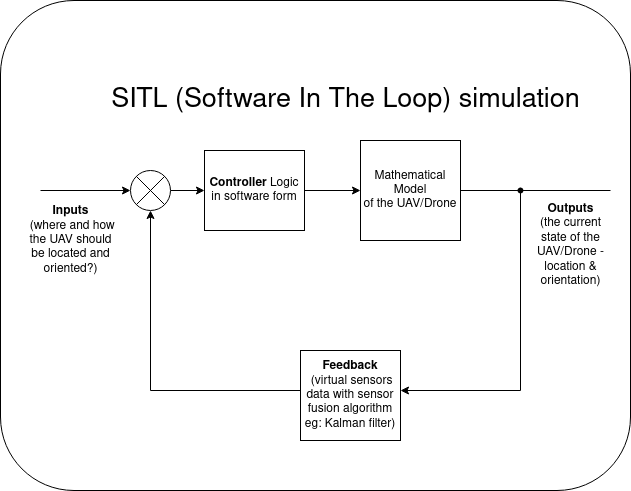 SITL (Software In The Loop) simulation
Controller Logic
in software form
Mathematical
Model
of the UAV/Drone
Inputs
(where and how
the UAV should
be located and
oriented?)
Outputs
(the current
state of the
UAV/Drone -
location &
orientation)
Feedback
(virtual sensors
data with sensor
fusion algorithm
eg: Kalman filter)